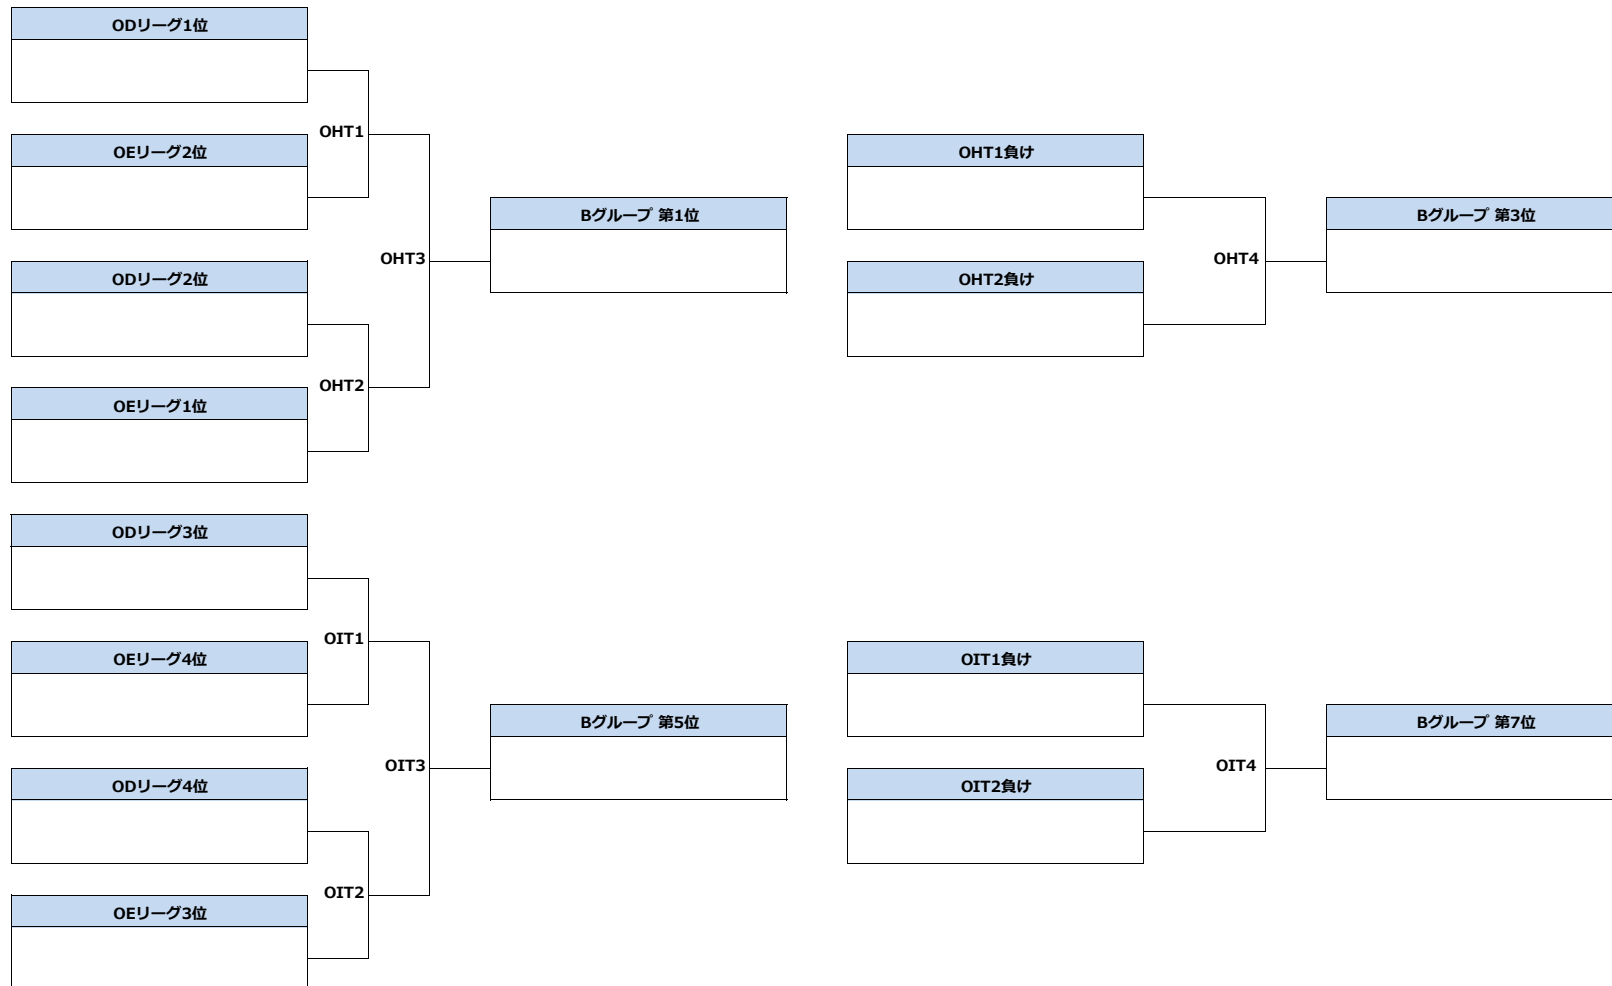 ODリーグ1位
OHT1
OEリーグ2位
OHT1負け
Bグループ 第1位
Bグループ 第3位
OHT3
OHT4
ODリーグ2位
OHT2負け
OHT2
OEリーグ1位
ODリーグ3位
OIT1
OEリーグ4位
OIT1負け
Bグループ 第5位
Bグループ 第7位
OIT3
OIT4
ODリーグ4位
OIT2負け
OIT2
OEリーグ3位